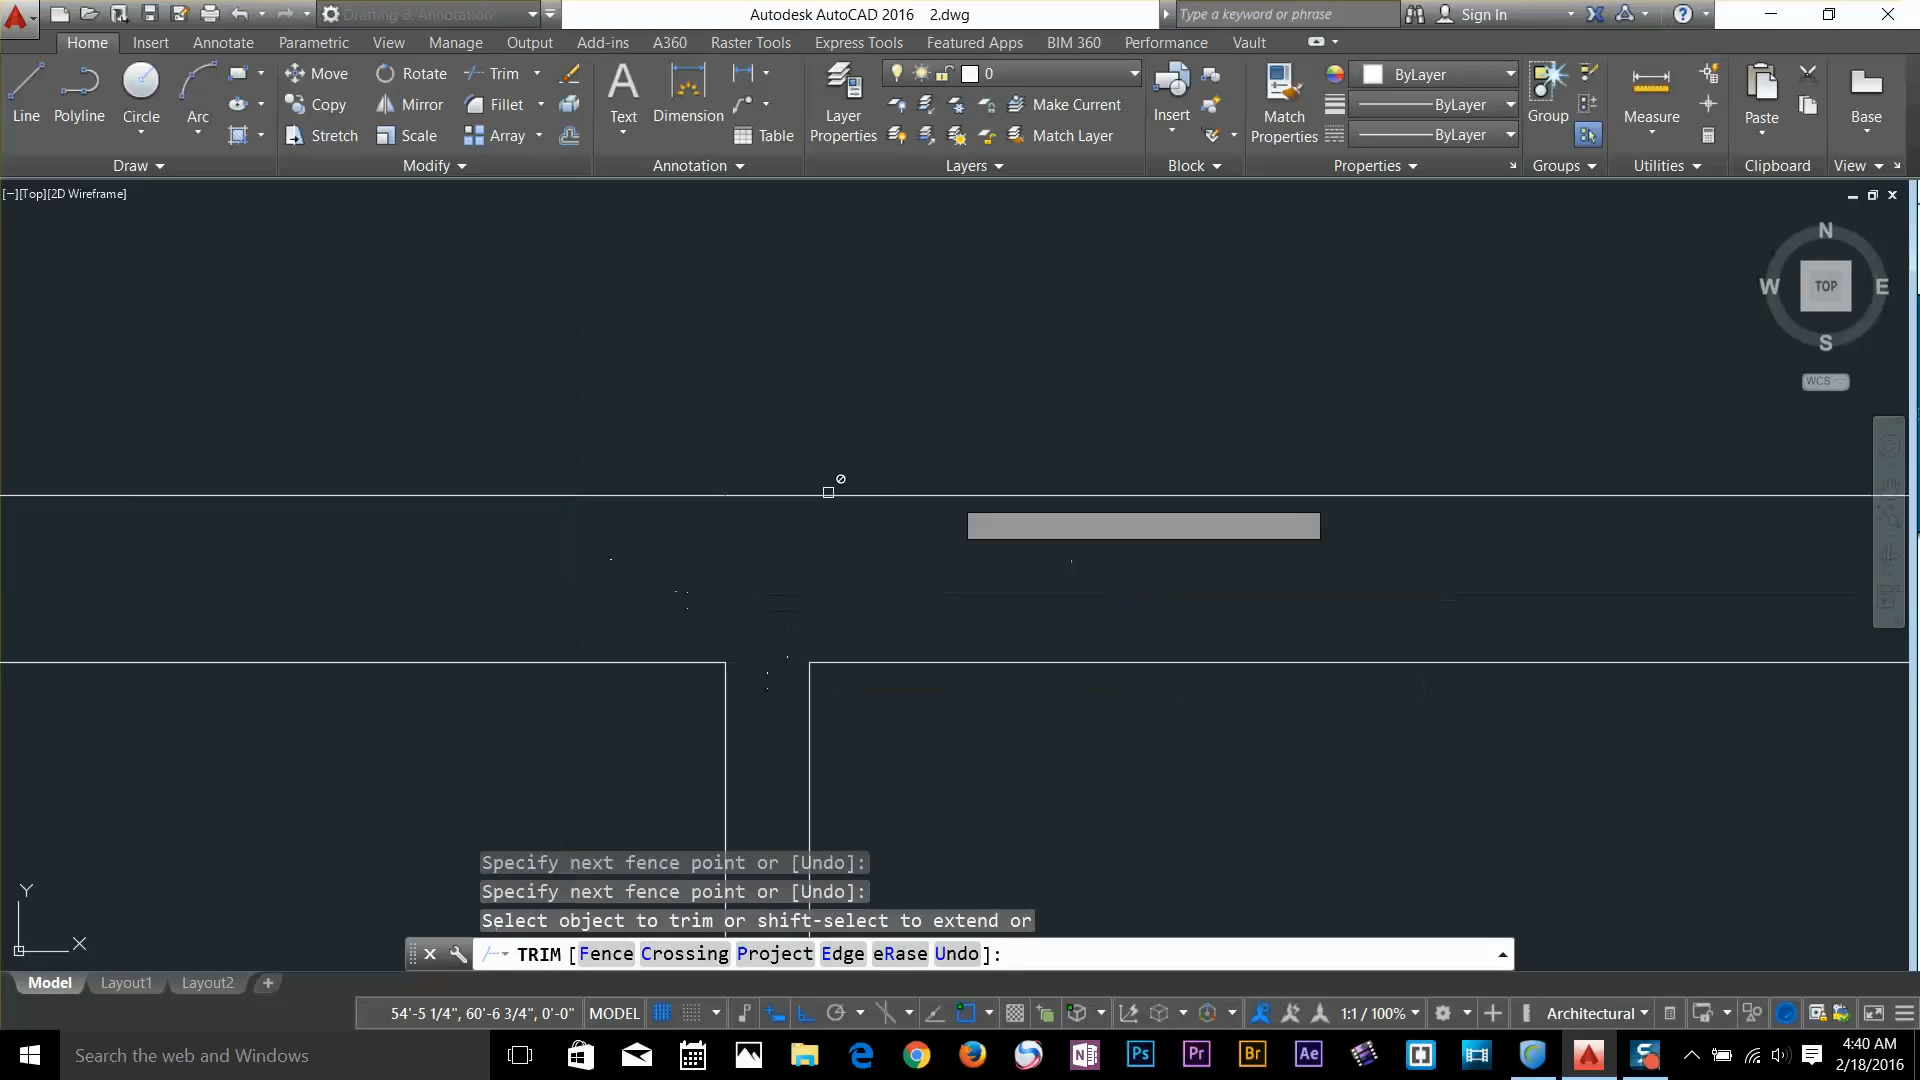 Drafting & Annotation
Autodesk AutoCAD 2016 2.dwg
Type a keyword or phrase
Sign In
Home Insert Annotate Parametric View Manage Output Add-ins A360 Raster Tools Express Tools Featured Apps BIM 360 Performance Vault
Line Polyline Circle Arc
Move Rotate Trim
Copy Mirror Fillet
Stretch Scale Array
Text Dimension Table
Layer Properties
0
Make Current
Match Layer
Insert
Match Properties
ByLayer
ByLayer
ByLayer
Group Measure Paste Base
Draw Modify Annotation Layers Block Properties Groups Utilities Clipboard View
[−][Top][2D Wireframe]
N
W TOP E
S
WCS
Specify next fence point or [Undo]:
Specify next fence point or [Undo]:
Select object to trim or shift-select to extend or
TRIM [Fence Crossing Project Edge eRase Undo]:
Y
X
Model Layout1 Layout2 +
54'-5 1/4", 60'-6 3/4", 0'-0" MODEL 1:1 / 100% Architectural
Search the web and Windows
Ps Pr Br Ae
4:40 AM
2/18/2016